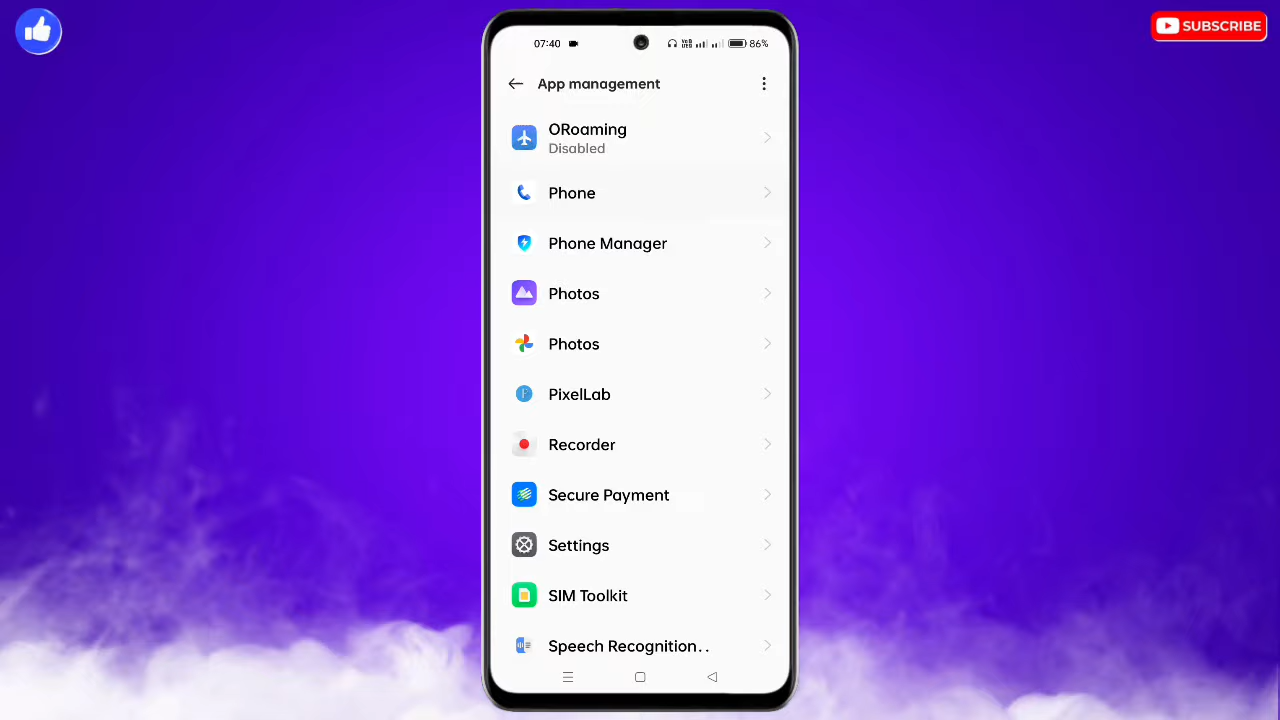 SUBSCRIBE
07:40
86%
App management
ORoaming
Disabled
Phone
Phone Manager
Photos
Photos
PixelLab
Recorder
Secure Payment
Settings
SIM Toolkit
Speech Recognition..